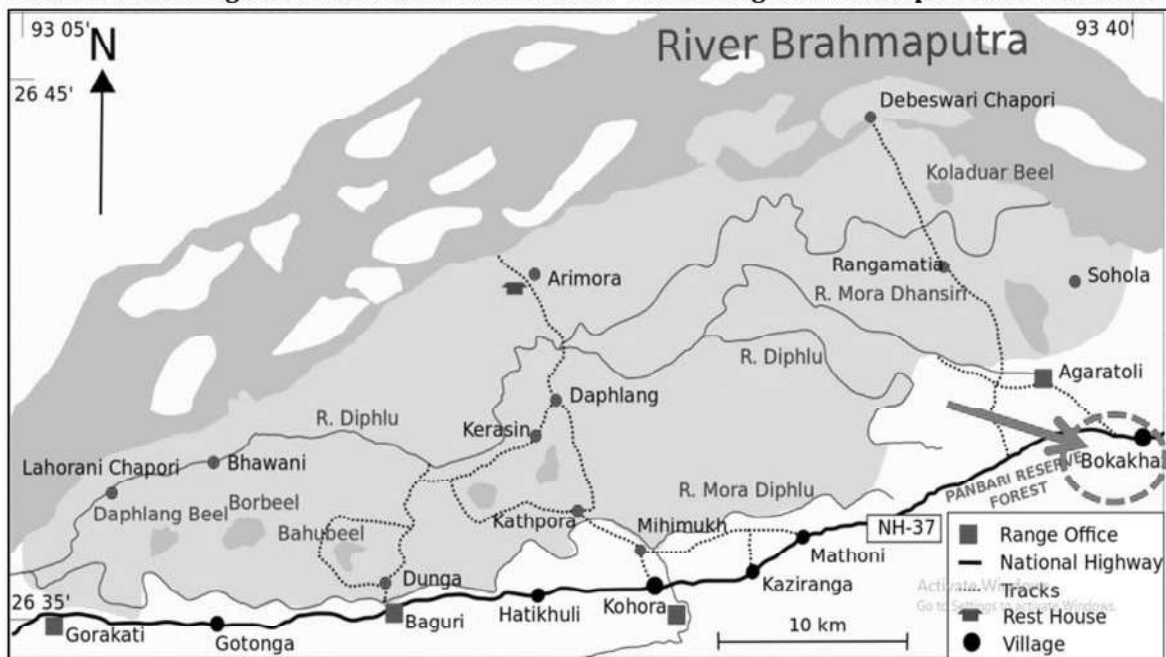 93 05'
93 40'
N
River Brahmaputra
26 45'
Debeswari Chapori
Koladuar Beel
Rangamatia
Sohola
Arimora
R. Mora Dhansiri
R. Diphlu
Agaratoli
Daphlang
R. Diphlu
Kerasin
Bokakhat
Lahorani Chapori
Bhawani
PANBARI RESERVE
FOREST
Daphlang Beel
Borbeel
R. Mora Diphlu
Kathpora
Bahubeel
Mihimukh
NH-37
Mathoni
Dunga
Kaziranga
26 35'
Gorakati
Gotonga
Baguri
Hatikhuli
Kohora
10 km
Range Office
National Highway
Tracks
Rest House
Village
Activate Windows
Go to Settings to activate Windows.